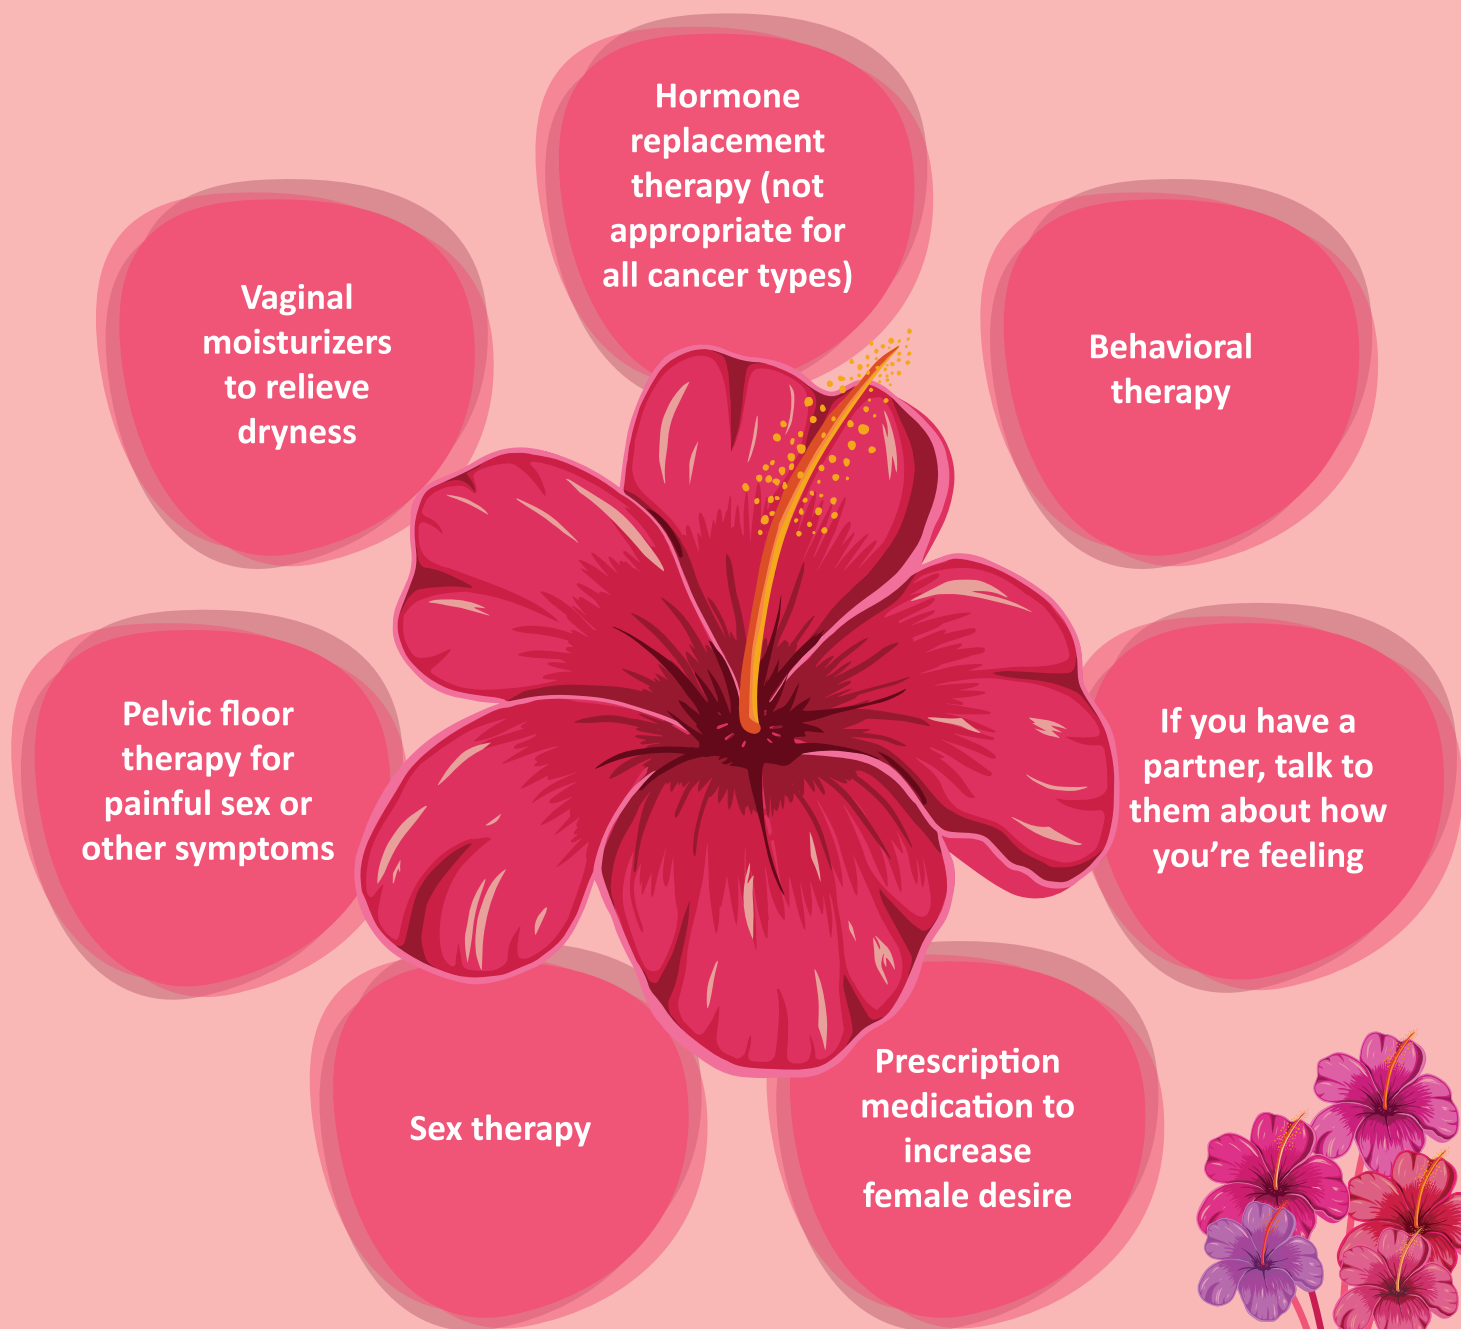 Hormone
replacement
therapy (not
appropriate for
all cancer types)
Vaginal
moisturizers
to relieve
dryness
Behavioral
therapy
Pelvic floor
therapy for
painful sex or
other symptoms
If you have a
partner, talk to
them about how
you’re feeling
Sex therapy
Prescription
medication to
increase
female desire